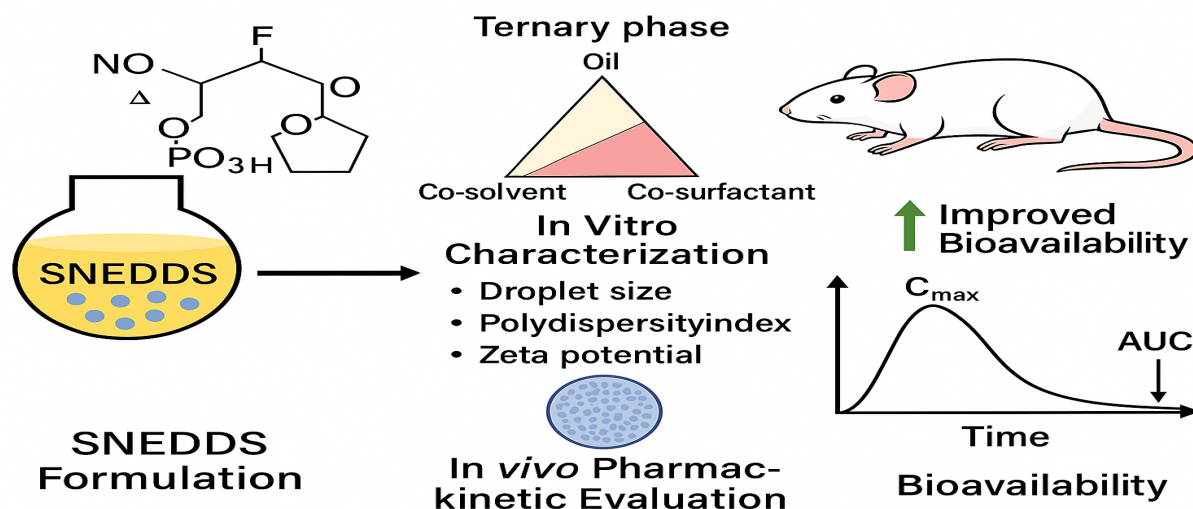 F
NO
Δ
O
O
O
PO3H
SNEDDS
SNEDDS
Formulation
Ternary phase
Oil
Co-solvent
Co-surfactant
In Vitro
Characterization
• Droplet size
• Polydispersityindex
• Zeta potential
In vivo Pharmac-
kinetic Evaluation
Improved
Bioavailability
Cmax
AUC
Time
Bioavailability